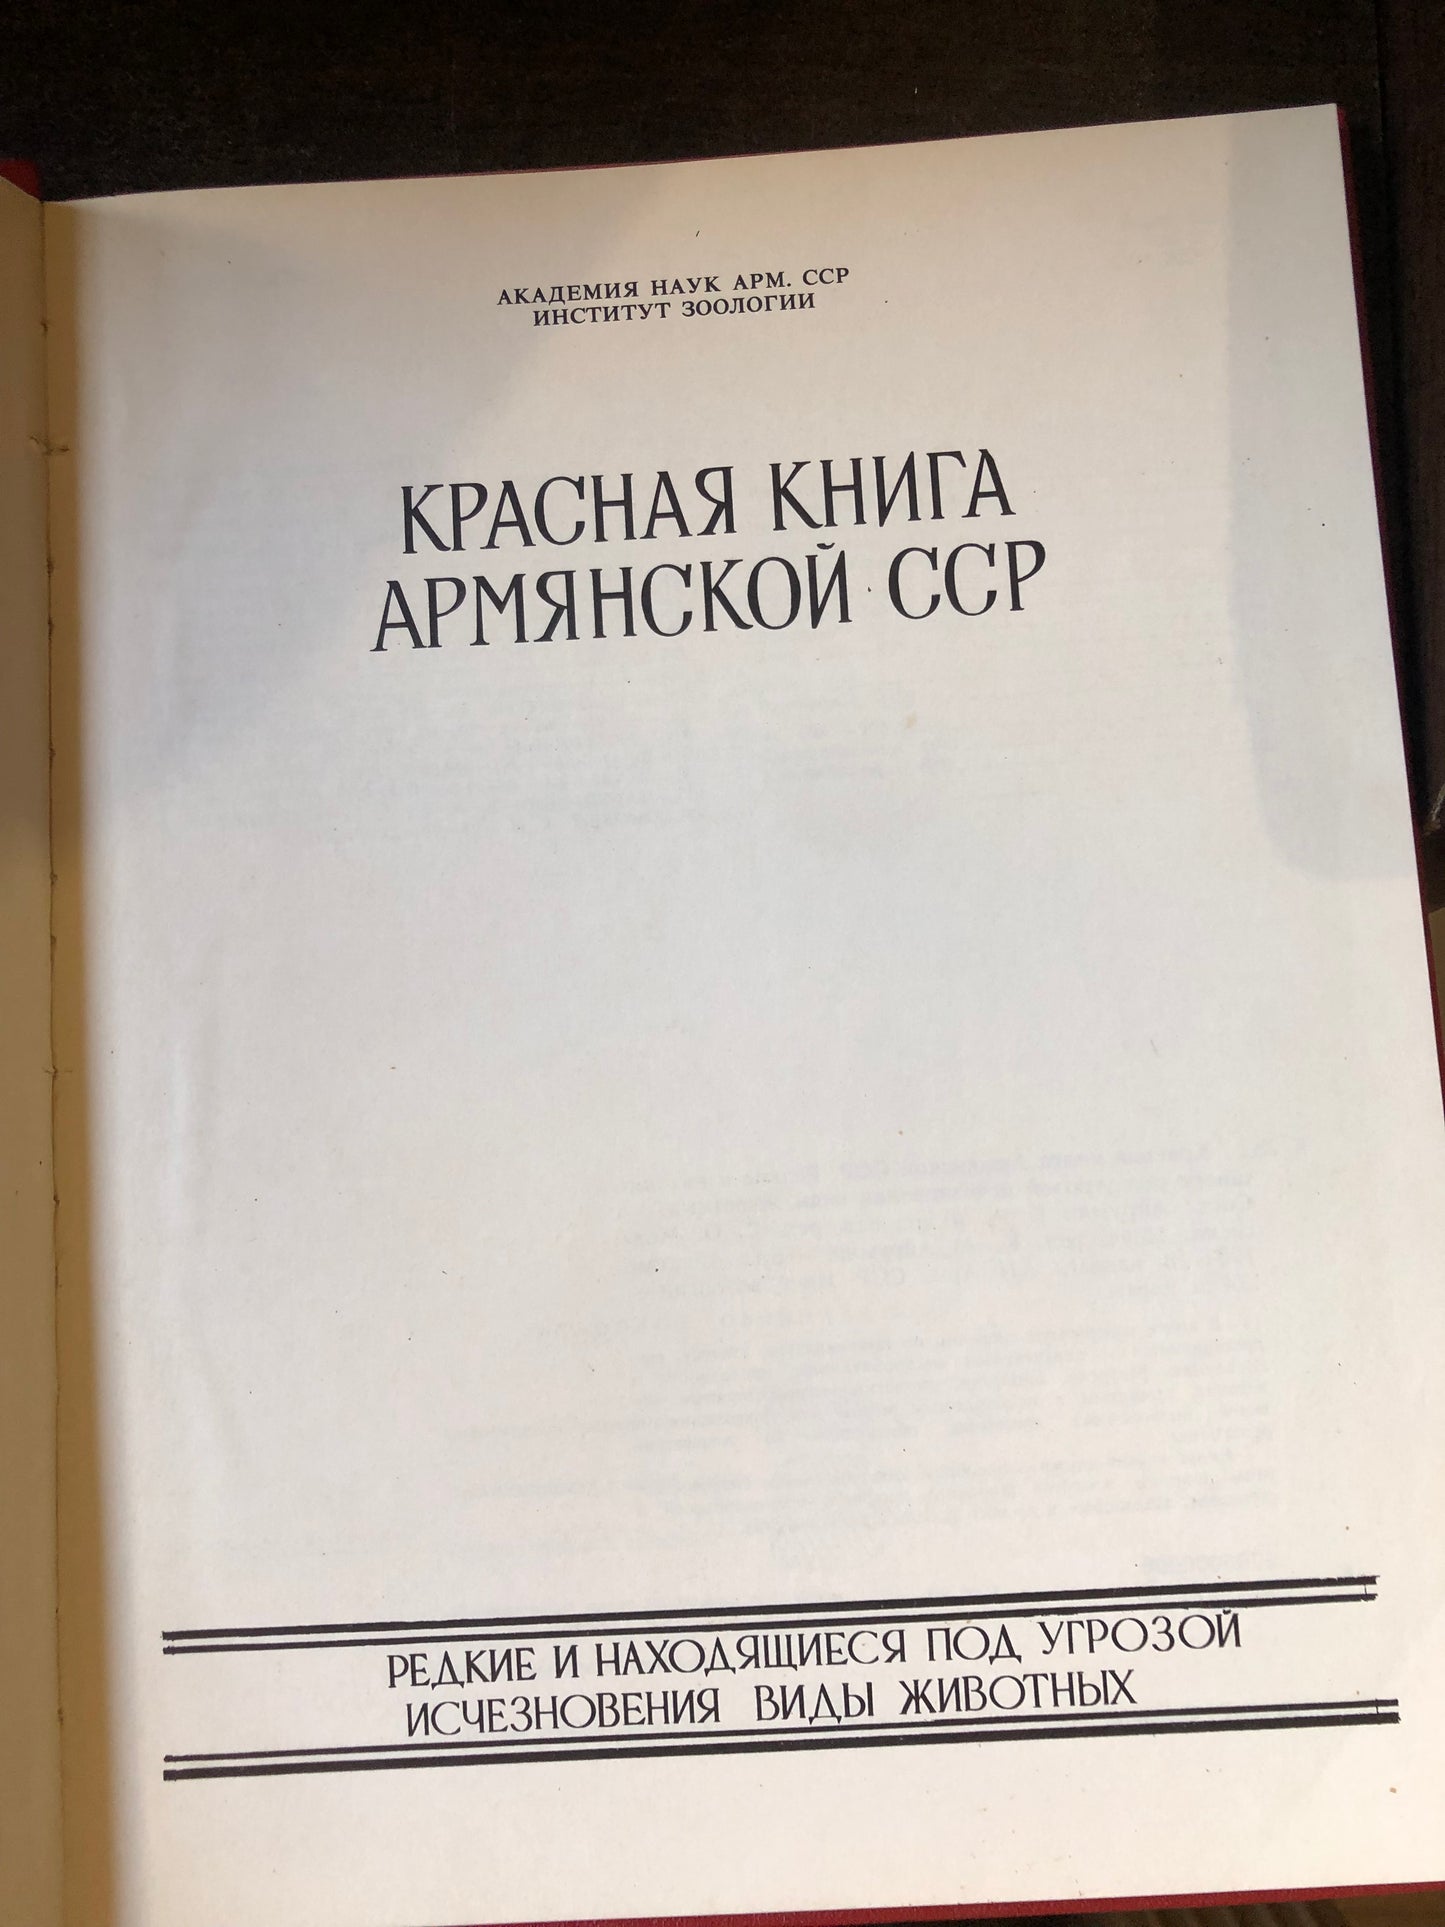 АКАДЕМИЯ НАУК АРМ. ССР
ИНСТИТУТ ЗООЛОГИИ
КРАСНАЯ КНИГА
АРМЯНСКОЙ ССР
РЕДКИЕ И НАХОДЯЩИЕСЯ ПОД УГРОЗОЙ
ИСЧЕЗНОВЕНИЯ ВИДЫ ЖИВОТНЫХ